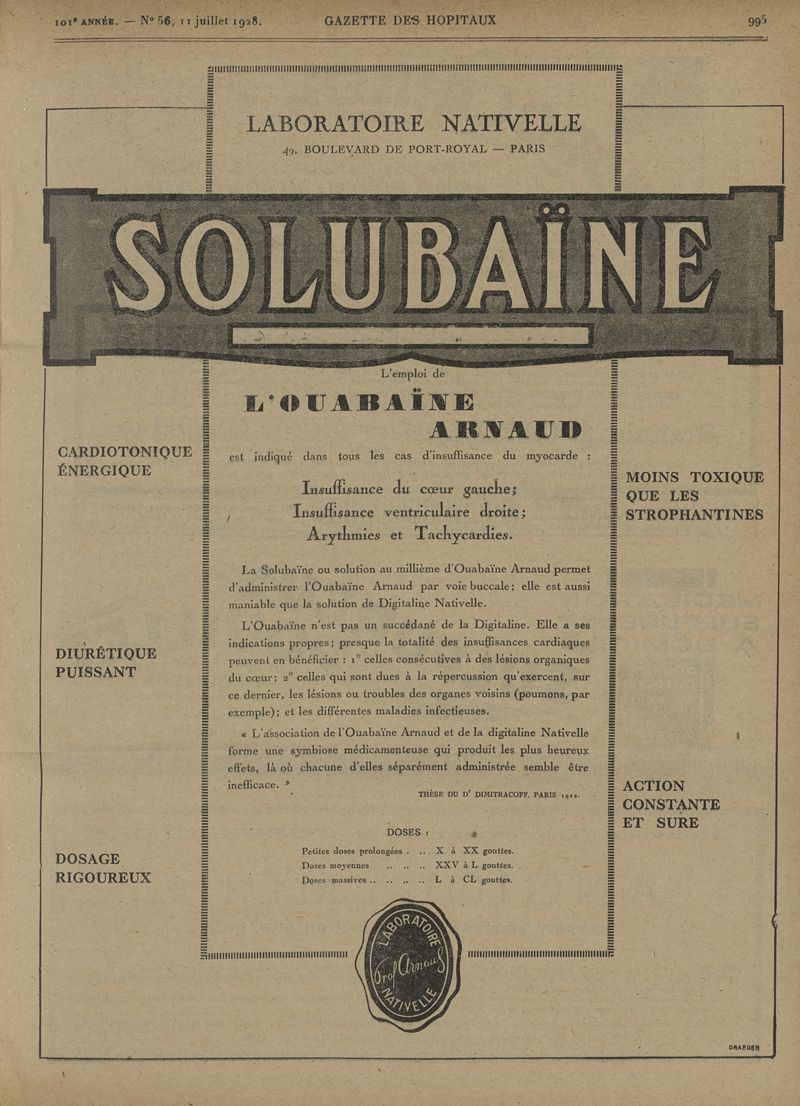 101e ANNÉE. — No 56, 11 juillet 1928.
GAZETTE DES HOPITAUX
995
LABORATOIRE NATIVELLE
49, BOULEVARD DE PORT-ROYAL — PARIS
SOLUBAÏNE
L'emploi de
L'OUABAÏNE
ARNAUD
est indiqué dans tous les cas d'insuffisance du myocarde :
Insuffisance du cœur gauche;
Insuffisance ventriculaire droite;
Arythmies et Tachycardies.
La Solubaïne ou solution au millième d'Ouabaïne Arnaud permet
d'administrer l'Ouabaïne Arnaud par voie buccale; elle est aussi
maniable que la solution de Digitaline Nativelle.
L'Ouabaïne n'est pas un succédané de la Digitaline. Elle a ses
indications propres; presque la totalité des insuffisances cardiaques
peuvent en bénéficier : 1o celles consécutives à des lésions organiques
du cœur; 2o celles qui sont dues à la répercussion qu'exercent, sur
ce dernier, les lésions ou troubles des organes voisins (poumons, par
exemple); et les différentes maladies infectieuses.
« L'association de l'Ouabaïne Arnaud et de la digitaline Nativelle
forme une symbiose médicamenteuse qui produit les plus heureux
effets, là où chacune d'elles séparément administrée semble être
inefficace. »
THÈSE DU Dr DIMITRACOFF, PARIS 1922.
DOSES :
Petites doses prolongées . .. X à XX gouttes.
Doses moyennes .. .. .. XXV à L gouttes.
Doses massives .. .. .. .. L à CL gouttes.
CARDIOTONIQUE
ÉNERGIQUE
DIURÉTIQUE
PUISSANT
DOSAGE
RIGOUREUX
MOINS TOXIQUE
QUE LES
STROPHANTINES
ACTION
CONSTANTE
ET SURE
LABORATOIRE
Prof Arnaud
NATIVELLE
DRAEGER